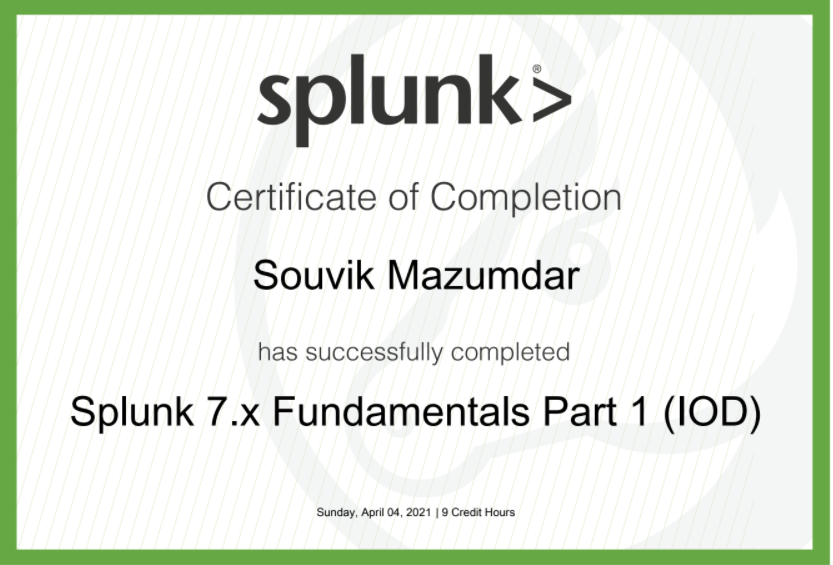 splunk>®
Certificate of Completion
Souvik Mazumdar
has successfully completed
Splunk 7.x Fundamentals Part 1 (IOD)
Sunday, April 04, 2021 | 9 Credit Hours